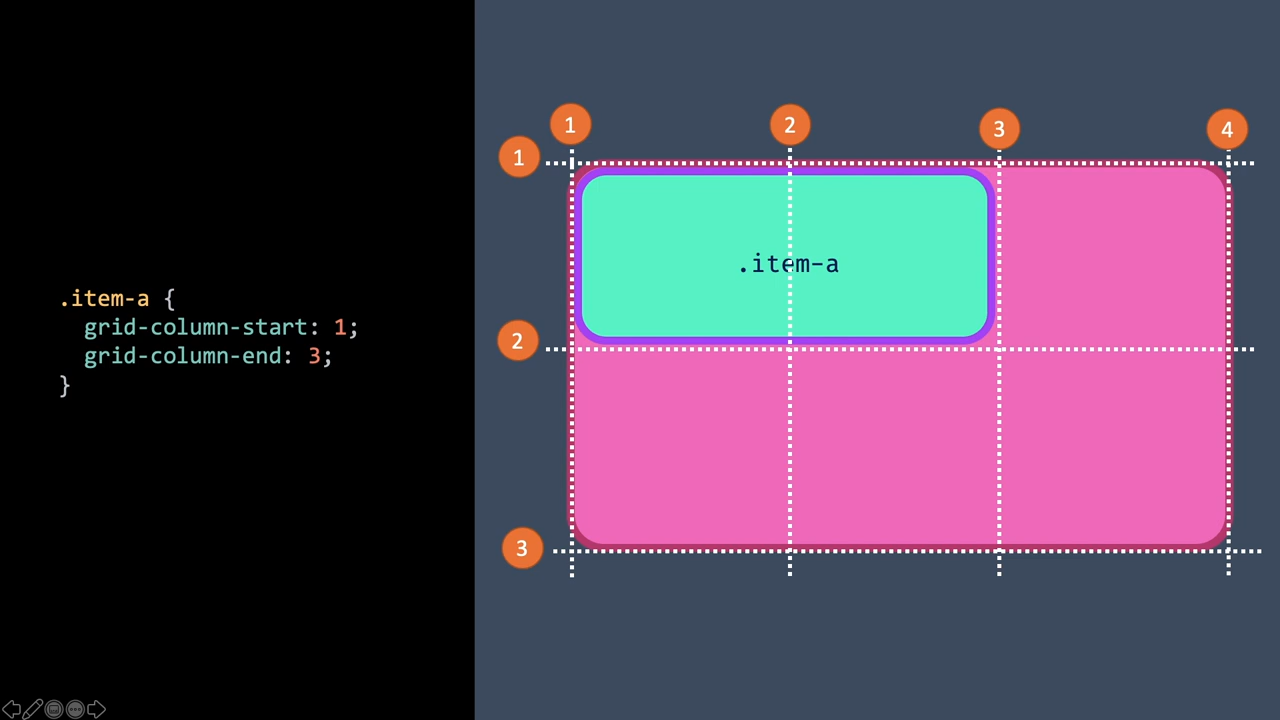 .item-a {
  grid-column-start: 1;
  grid-column-end: 3;
}
1 2 3 4
1
.item-a
2
3